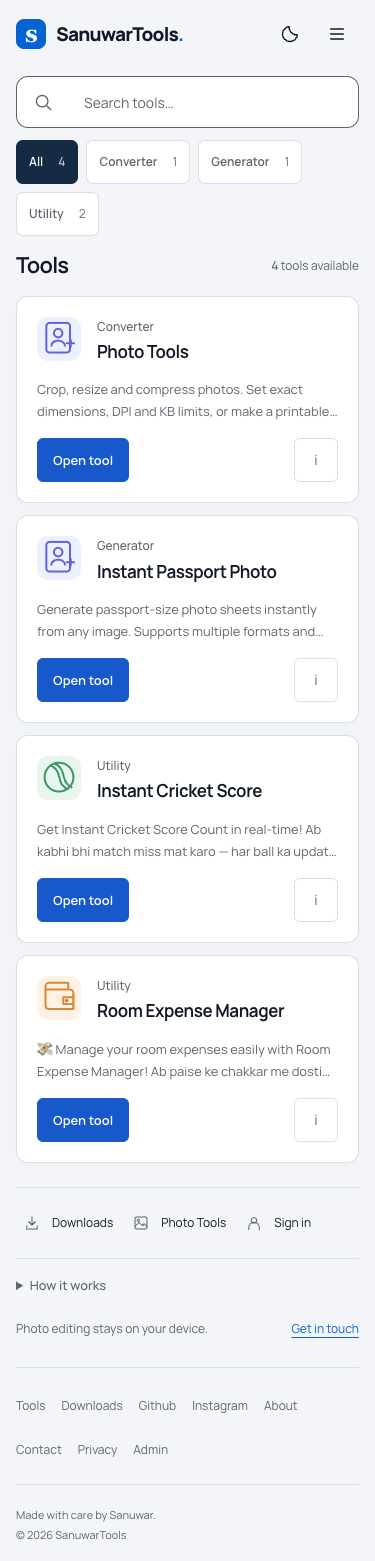 S SanuwarTools.
Search tools...
All 4 Converter 1 Generator 1
Utility 2
Tools 4 tools available
Converter
Photo Tools
Crop, resize and compress photos. Set exact
dimensions, DPI and KB limits, or make a printable…
Open tool i
Generator
Instant Passport Photo
Generate passport-size photo sheets instantly
from any image. Supports multiple formats and…
Open tool i
Utility
Instant Cricket Score
Get Instant Cricket Score Count in real-time! Ab
kabhi bhi match miss mat karo — har ball ka updat…
Open tool i
Utility
Room Expense Manager
💸 Manage your room expenses easily with Room
Expense Manager! Ab paise ke chakkar me dosti…
Open tool i
Downloads Photo Tools Sign in
How it works
Photo editing stays on your device. Get in touch
Tools Downloads Github Instagram About
Contact Privacy Admin
Made with care by Sanuwar.
© 2026 SanuwarTools